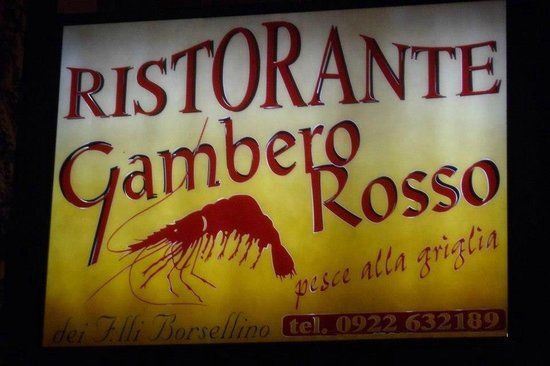 RISTORANTE
Gambero
Rosso
pesce alla griglia
dei F.lli Borsellino
tel. 0922 632189